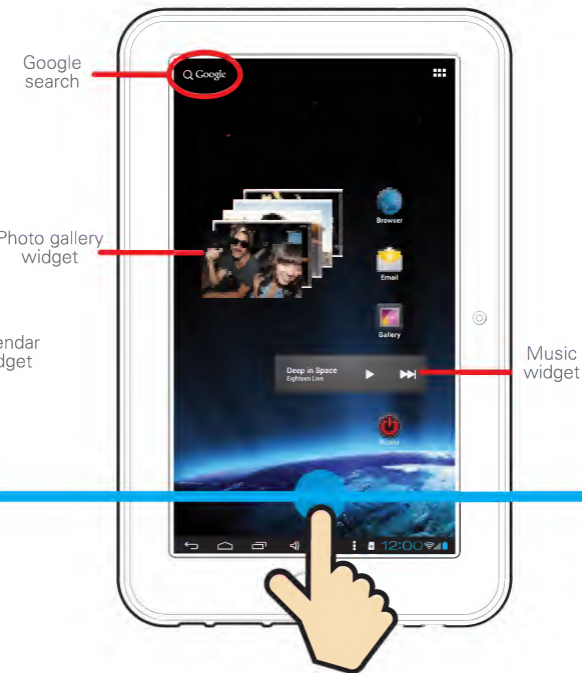 Google
search
Google
Photo gallery
widget
Browser
Email
Gallery
endar
dget
Deep in Space
Eighteen Live
Music
widget
12:00